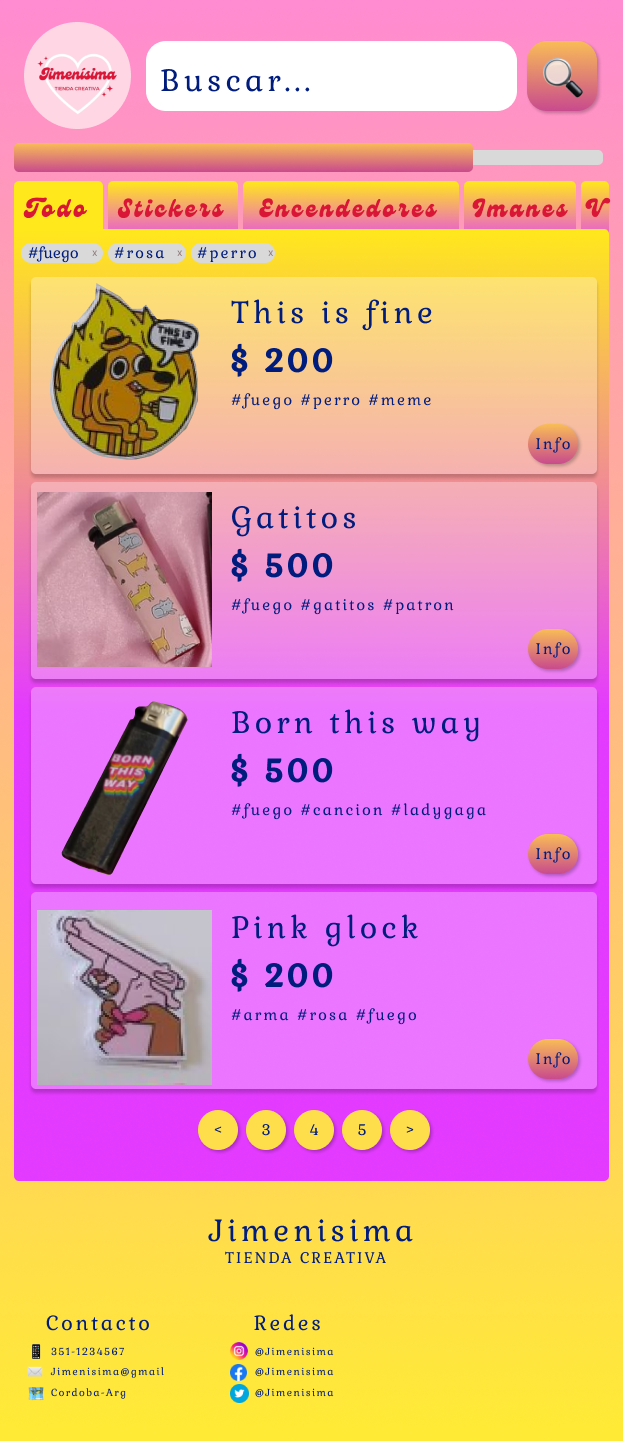 Jimenísima
TIENDA CREATIVA
Buscar...
Todo Stickers Encendedores Imanes V
#fuego x #rosa x #perro x
THIS IS
FINE
This is fine
$ 200
#fuego #perro #meme
Info
Gatitos
$ 500
#fuego #gatitos #patron
Info
BORN
THIS
WAY
Born this way
$ 500
#fuego #cancion #ladygaga
Info
Pink glock
$ 200
#arma #rosa #fuego
Info
< 3 4 5 >
Jimenisima
TIENDA CREATIVA
Contacto
351-1234567
Jimenisima@gmail
Cordoba-Arg
Redes
@Jimenisima
@Jimenisima
@Jimenisima